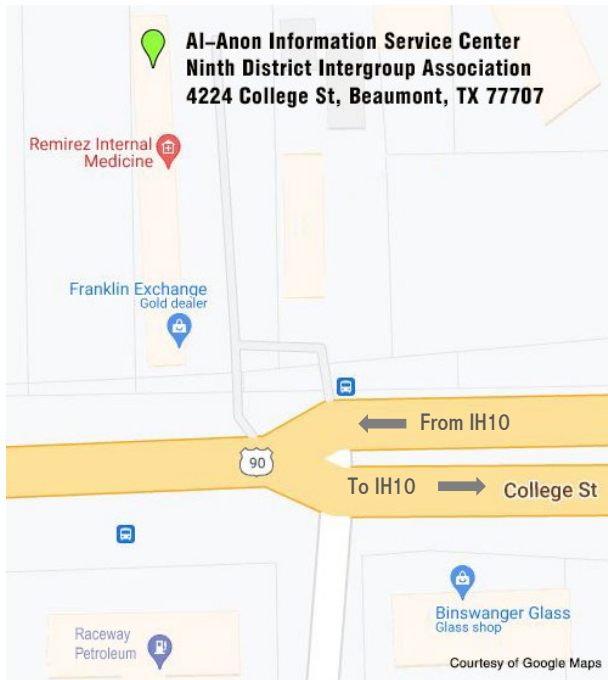 Al-Anon Information Service Center
Ninth District Intergroup Association
4224 College St, Beaumont, TX 77707
Remirez Internal
Medicine
Franklin Exchange
Gold dealer
From IH10
90
To IH10
College St
Binswanger Glass
Glass shop
Raceway
Petroleum
Courtesy of Google Maps